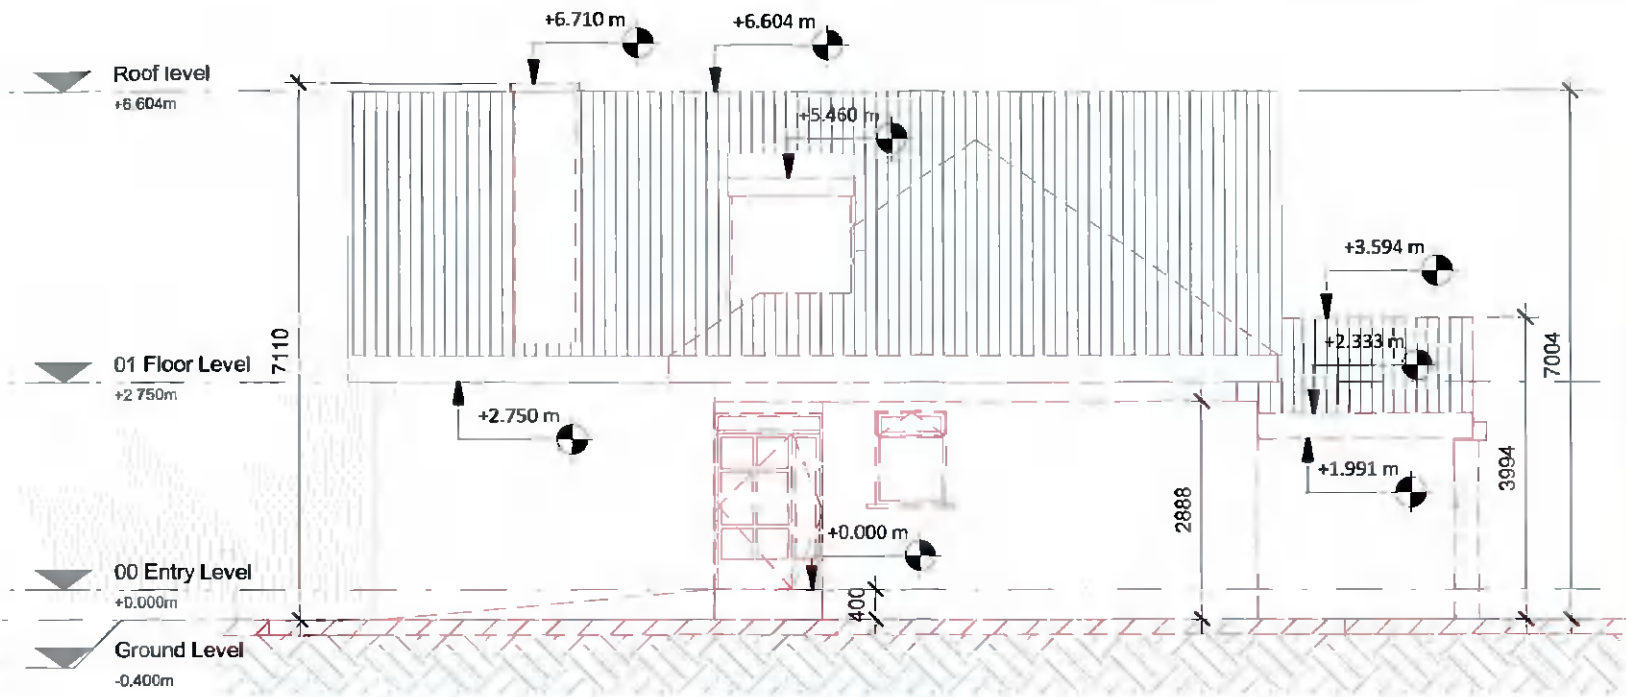 +6.710 m
+6.604 m
Roof level
+6.604m
+5.460 m
+3.594 m
+2.333 m
7110
7004
01 Floor Level
+2.750m
+2.750 m
+1.991 m
3994
2888
+0.000 m
400
00 Entry Level
+0.000m
Ground Level
-0.400m